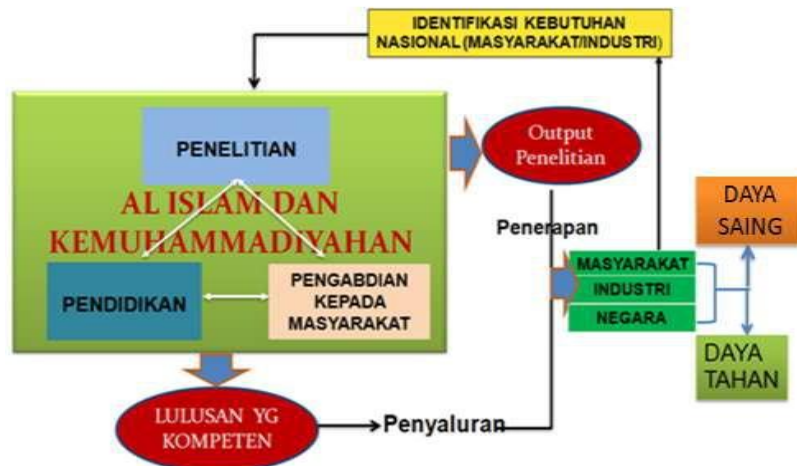 IDENTIFIKASI KEBUTUHAN
NASIONAL(MASYARAKAT/INDUSTRI)
PENELITIAN
AL ISLAM DAN
KEMUHAMMADIYAHAN
PENDIDIKAN
PENGABDIAN
KEPADA
MASYARAKAT
Output
Penelitian
Penerapan
MASYARAKAT
INDUSTRI
NEGARA
DAYA
SAING
DAYA
TAHAN
LULUSAN YG
KOMPETEN
Penyaluran